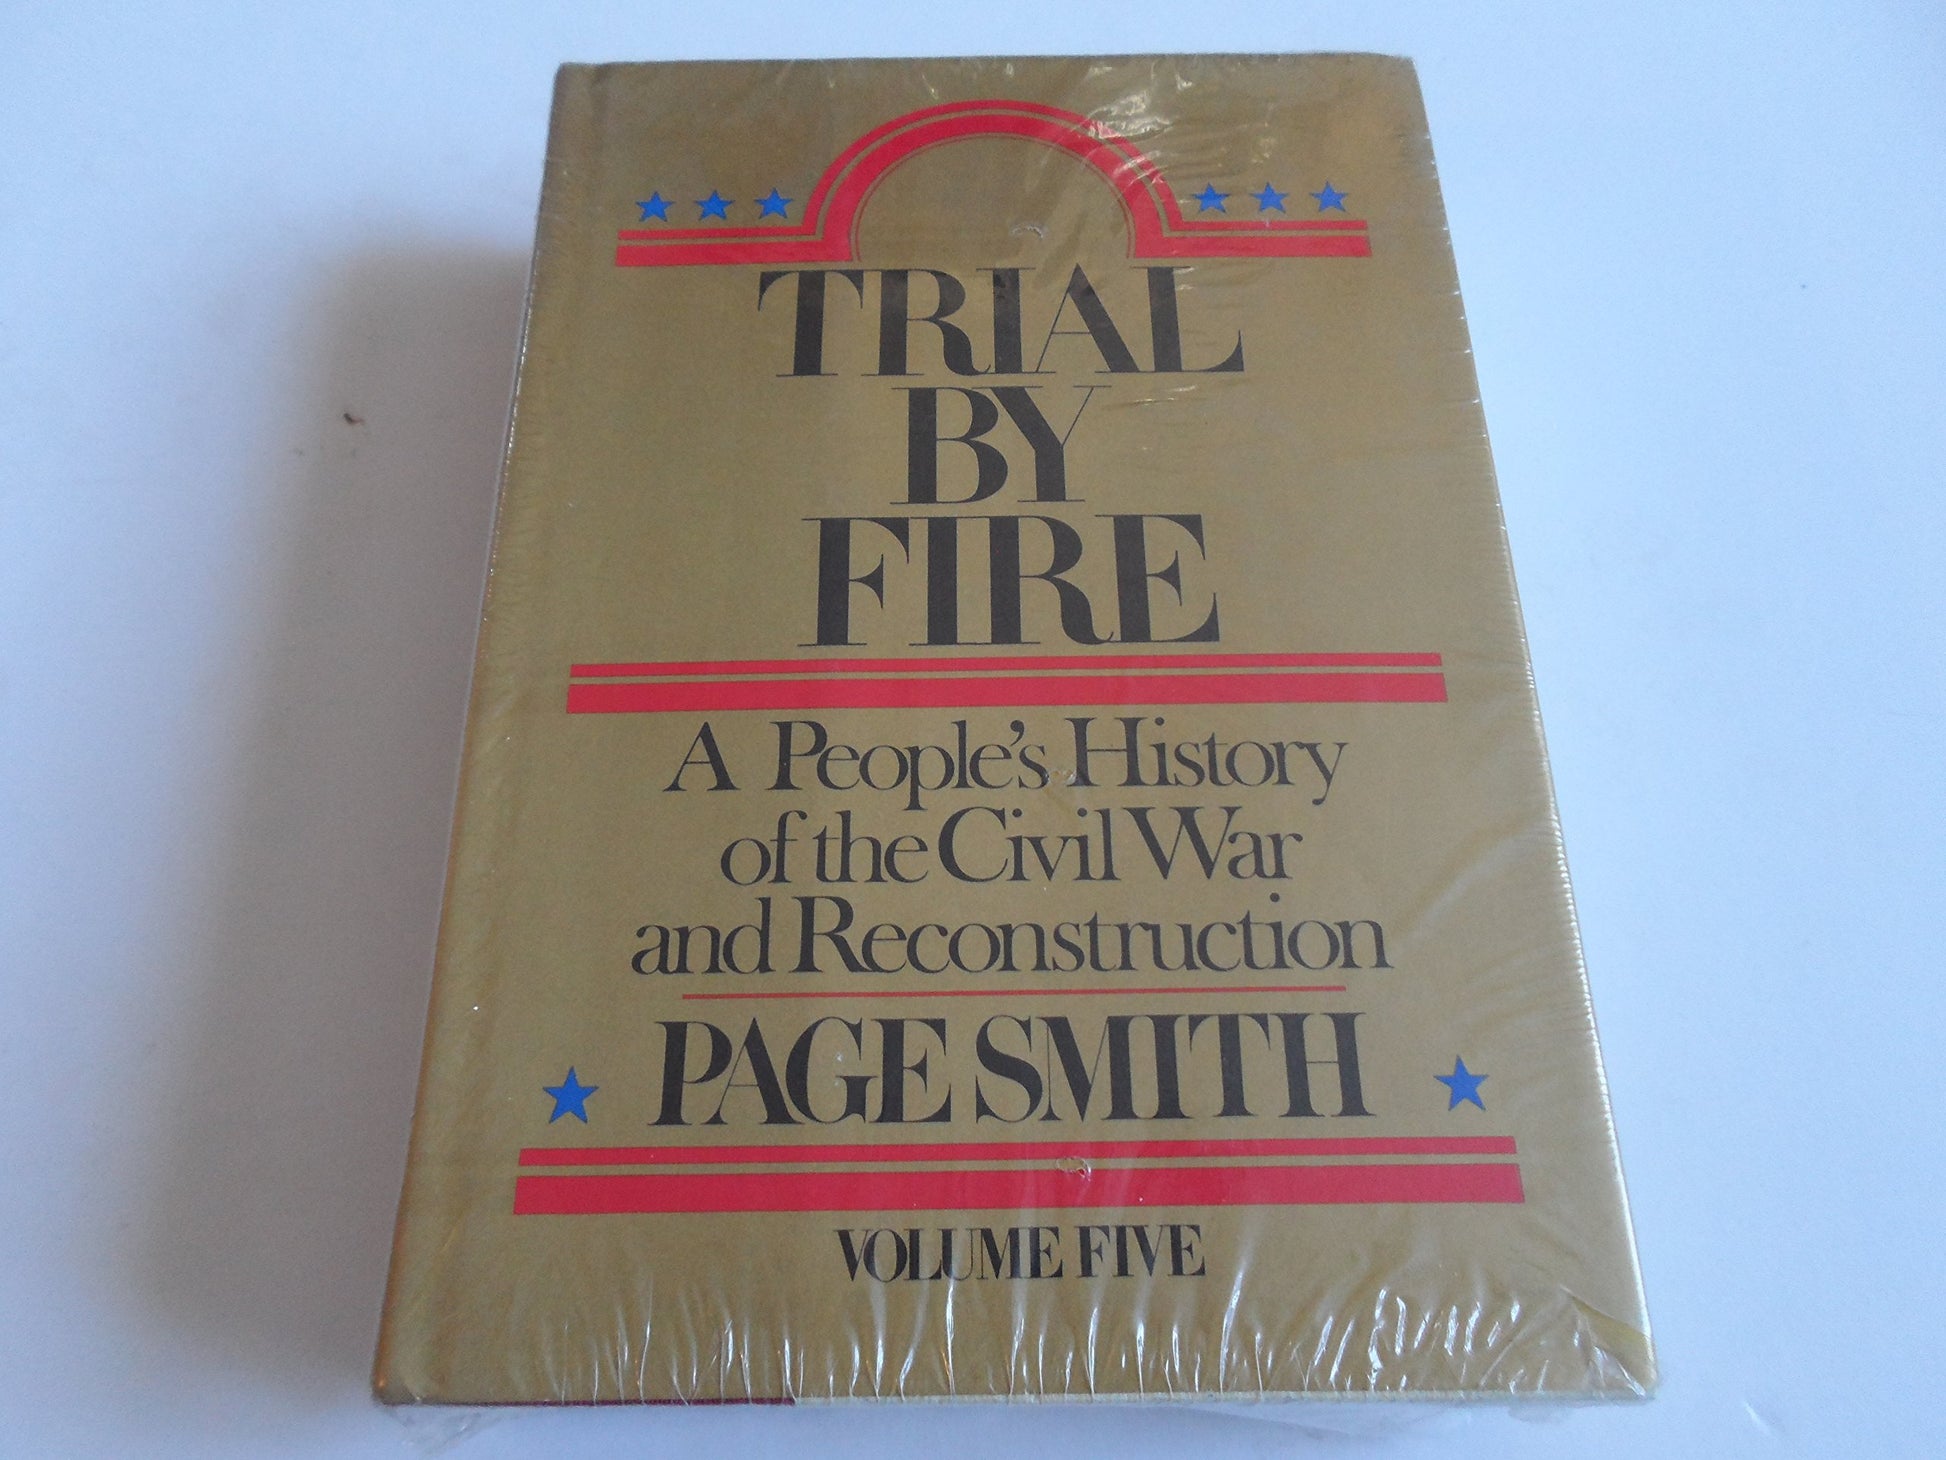 TRIAL
BY
FIRE
A People's History
of the Civil War
and Reconstruction
PAGE SMITH
VOLUME FIVE